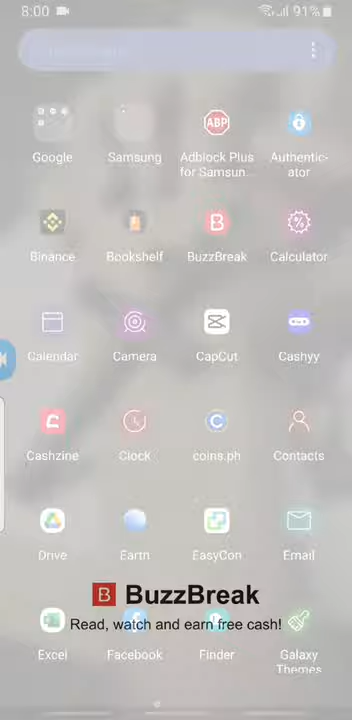 8:00 91%
Google Samsung Adblock Plus for Samsun... Authentic-ator
Binance Bookshelf BuzzBreak Calculator
Calendar Camera CapCut Cashyy
Cashzine Clock coins.ph Contacts
Drive Earth EasyCon Email
BuzzBreak
Read, watch and earn free cash!
Excel Facebook Finder Galaxy Themes